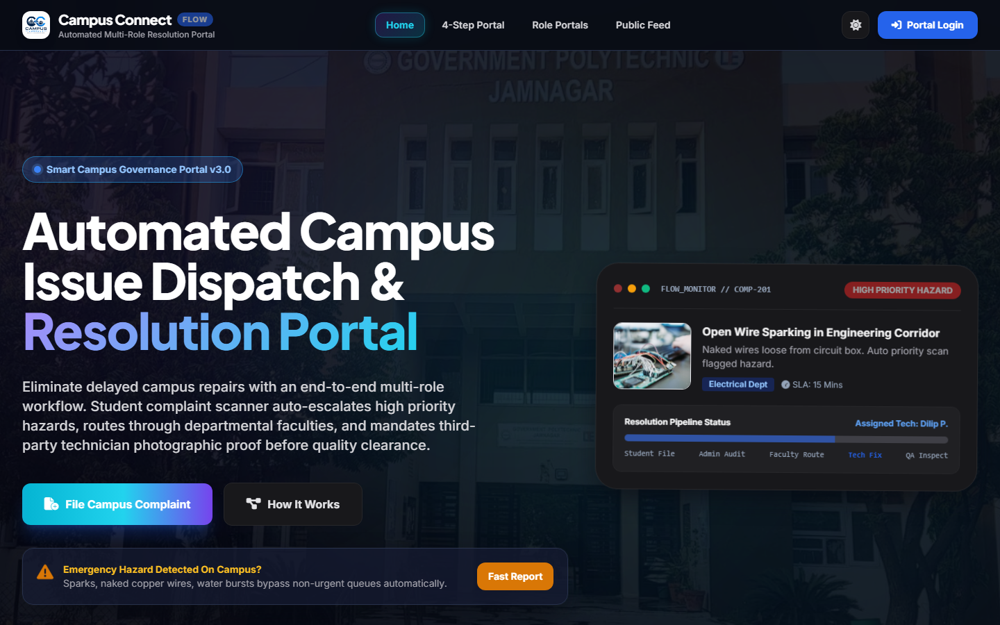 CAMPUS
Campus Connect FLOW
Automated Multi-Role Resolution Portal
Home
4-Step Portal
Role Portals
Public Feed
Portal Login
GOVERNMENT POLYTECHNIC
JAMNAGAR
Smart Campus Governance Portal v3.0
Automated Campus
Issue Dispatch &
Resolution Portal
Eliminate delayed campus repairs with an end-to-end multi-role
workflow. Student complaint scanner auto-escalates high priority
hazards, routes through departmental faculties, and mandates third-
party technician photographic proof before quality clearance.
File Campus Complaint
How It Works
Emergency Hazard Detected On Campus?
Sparks, naked copper wires, water bursts bypass non-urgent queues automatically.
Fast Report
FLOW_MONITOR // COMP-201
HIGH PRIORITY HAZARD
Open Wire Sparking in Engineering Corridor
Naked wires loose from circuit box. Auto priority scan
flagged hazard.
Electrical Dept
SLA: 15 Mins
Resolution Pipeline Status
Assigned Tech: Dilip P.
Student File
Admin Audit
Faculty Route
Tech Fix
QA Inspect